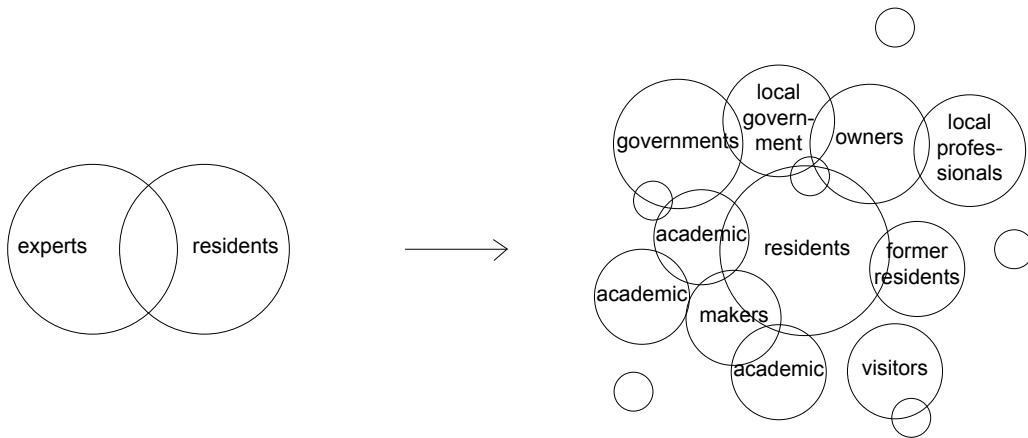 experts
residents
governments
local
govern-
ment
owners
local
profes-
sionals
academic
residents
former
residents
academic
makers
academic
visitors